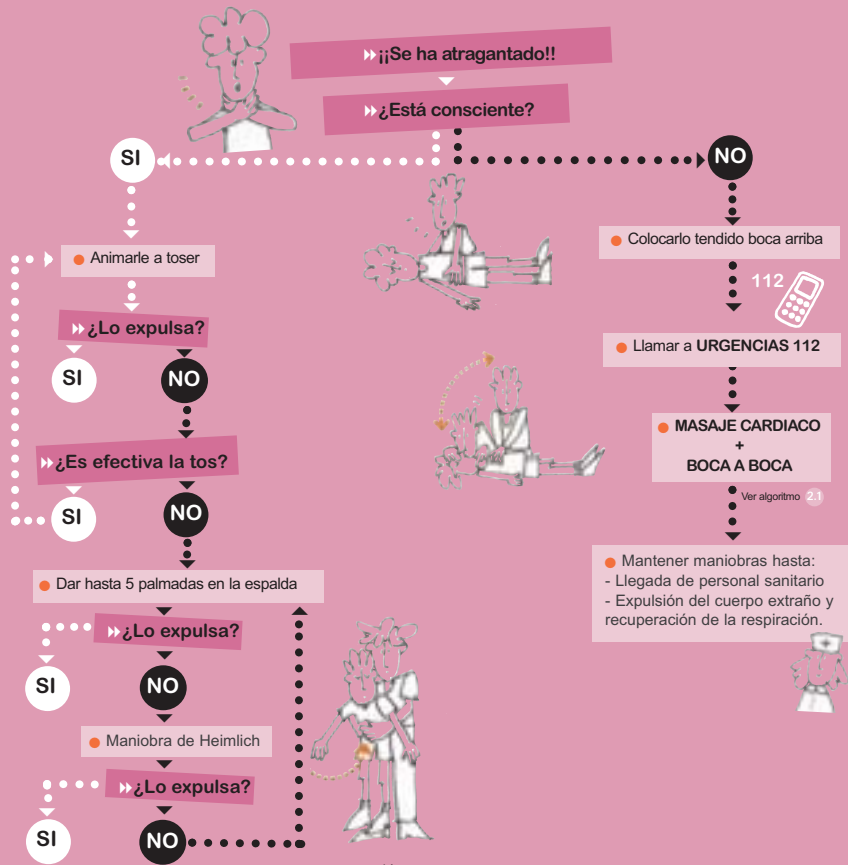 ¡¡Se ha atragantado!!
¿Está consciente?
SI
NO
Animarle a toser
¿Lo expulsa?
SI
NO
¿Es efectiva la tos?
SI
NO
Dar hasta 5 palmadas en la espalda
¿Lo expulsa?
SI
NO
Maniobra de Heimlich
¿Lo expulsa?
SI
NO
Colocarlo tendido boca arriba
112
Llamar a URGENCIAS 112
MASAJE CARDIACO
+
BOCA A BOCA
Ver algoritmo 2.1
Mantener maniobras hasta:
- Llegada de personal sanitario
- Expulsión del cuerpo extraño y
recuperación de la respiración.